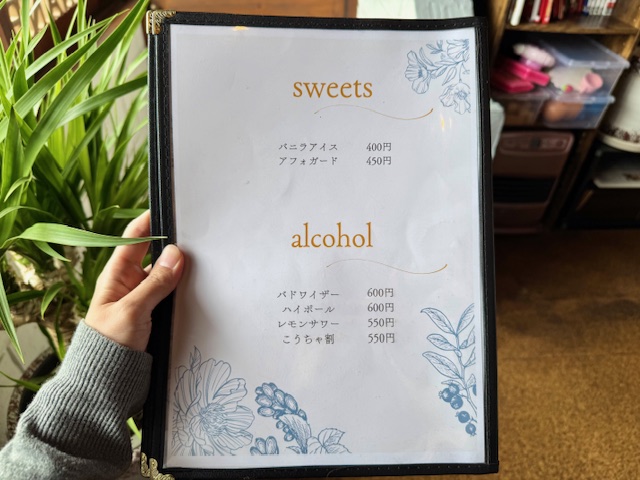 sweets
バニラアイス 400円
アフォガード 450円
alcohol
バドワイザー 600円
ハイボール 600円
レモンサワー 550円
こうちゃ割 550円